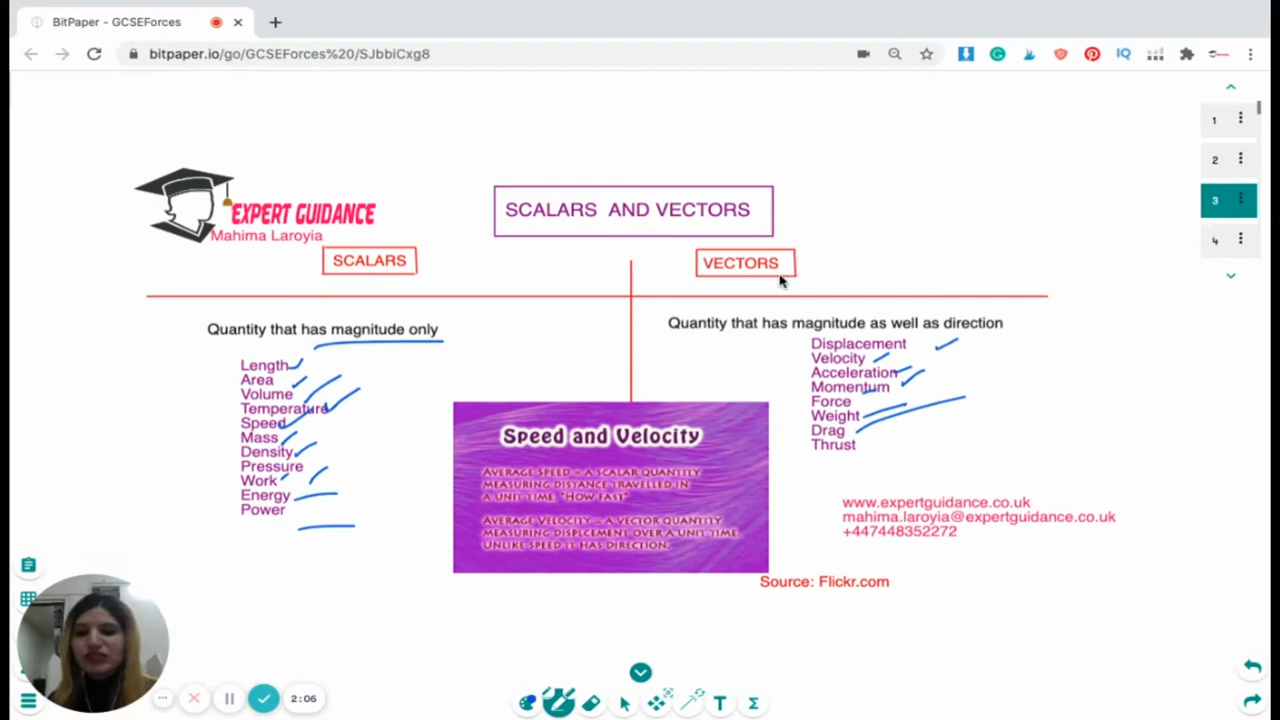 BitPaper - GCSEForces
bitpaper.io/go/GCSEForces%20/SJbbiCxg8
1
2
3
4
EXPERT GUIDANCE
Mahima Laroyia
SCALARS AND VECTORS
SCALARS
VECTORS
Quantity that has magnitude only
Length
Area
Volume
Temperature
Speed
Mass
Density
Pressure
Work
Energy
Power
Quantity that has magnitude as well as direction
Displacement
Velocity
Acceleration
Momentum
Force
Weight
Drag
Thrust
Speed and Velocity
AVERAGE SPEED = A SCALAR QUANTITY
MEASURING DISTANCE TRAVELLED IN
A UNIT TIME. "HOW FAST"
AVERAGE VELOCITY = A VECTOR QUANTITY
MEASURING DISPLCEMENT OVER A UNIT TIME.
UNLIKE SPEED IT HAS DIRECTION.
www.expertguidance.co.uk
mahima.laroyia@expertguidance.co.uk
+447448352272
Source: Flickr.com
2:06